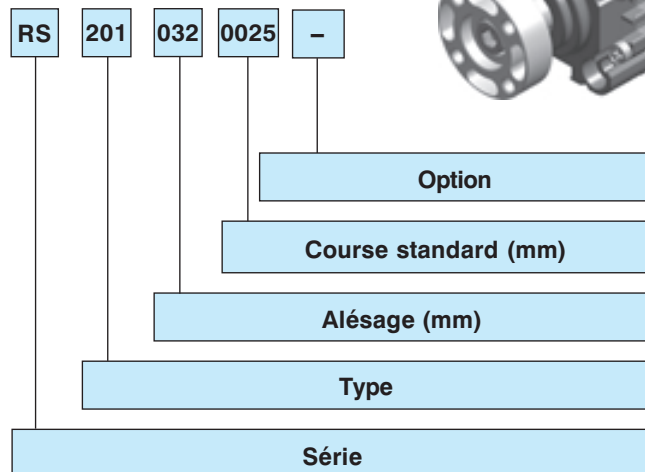 RS 201 032 0025 –
Option
Course standard (mm)
Alésage (mm)
Type
Série